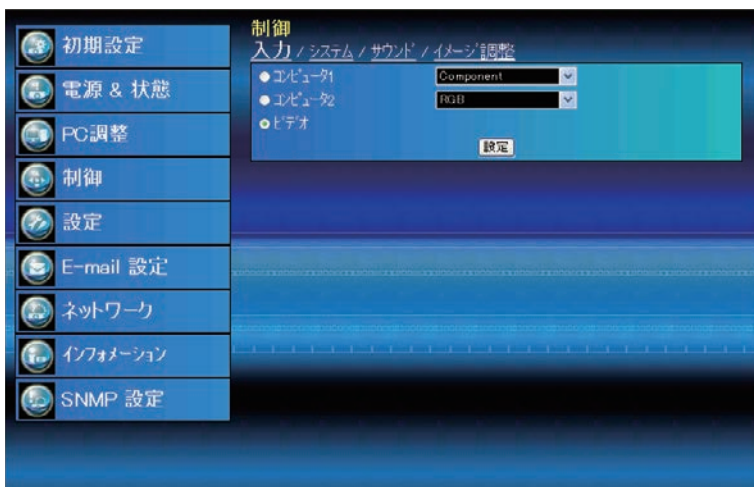 初期設定
電源 & 状態
PC調整
制御
設定
E-mail 設定
ネットワーク
インフォメーション
SNMP 設定
制御
入力 / システム / サウンド / イメージ調整
コンピュータ1 Component
コンピュータ2 RGB
ビデオ
設定